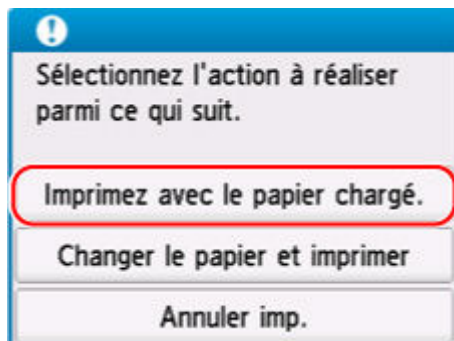 Sélectionnez l'action à réaliser
parmi ce qui suit.
Imprimez avec le papier chargé.
Changer le papier et imprimer
Annuler imp.